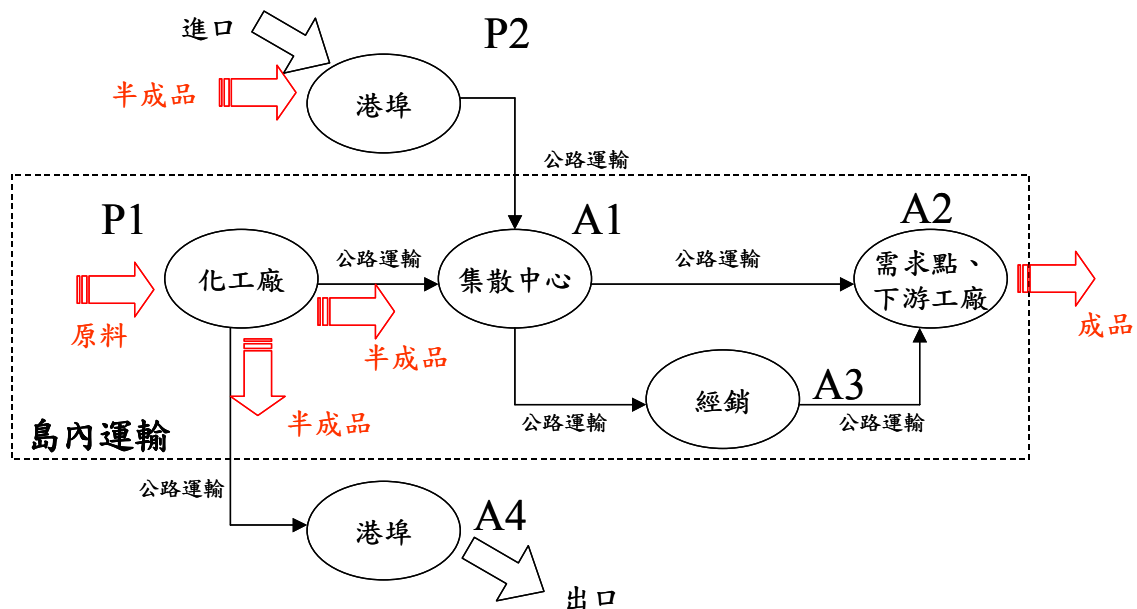 進口
P2
半成品
港埠
公路運輸
P1
A1
A2
化工廠
公路運輸
集散中心
公路運輸
需求點、
下游工廠
原料
半成品
成品
經銷
A3
半成品
公路運輸
公路運輸
島內運輸
公路運輸
港埠
A4
出口